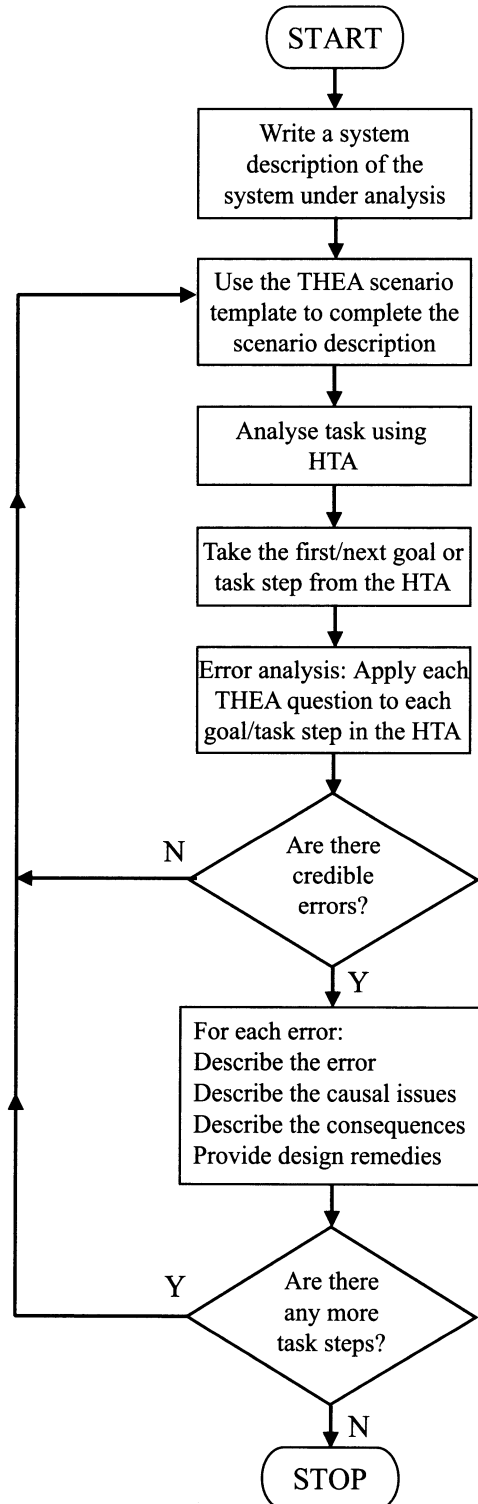 START
Write a system
description of the
system under analysis
Use the THEA scenario
template to complete the
scenario description
Analyse task using
HTA
Take the first/next goal or
task step from the HTA
Error analysis: Apply each
THEA question to each
goal/task step in the HTA
Are there
credible
errors?
N
Y
For each error:
Describe the error
Describe the causal issues
Describe the consequences
Provide design remedies
Are there
any more
task steps?
Y
N
STOP